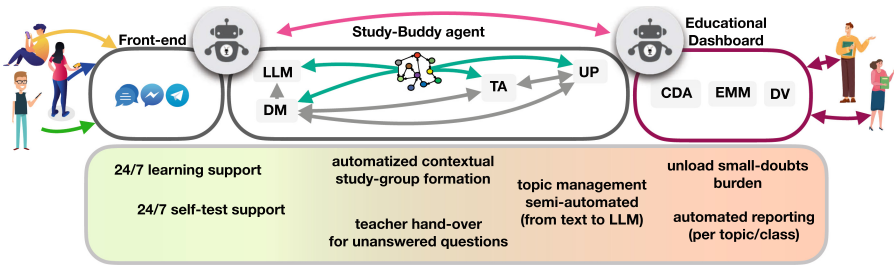 Front-end
Study-Buddy agent
Educational
Dashboard
LLM
DM
TA
UP
CDA
EMM
DV
24/7 learning support
24/7 self-test support
automatized contextual
study-group formation
teacher hand-over
for unanswered questions
topic management
semi-automated
(from text to LLM)
unload small-doubts
burden
automated reporting
(per topic/class)